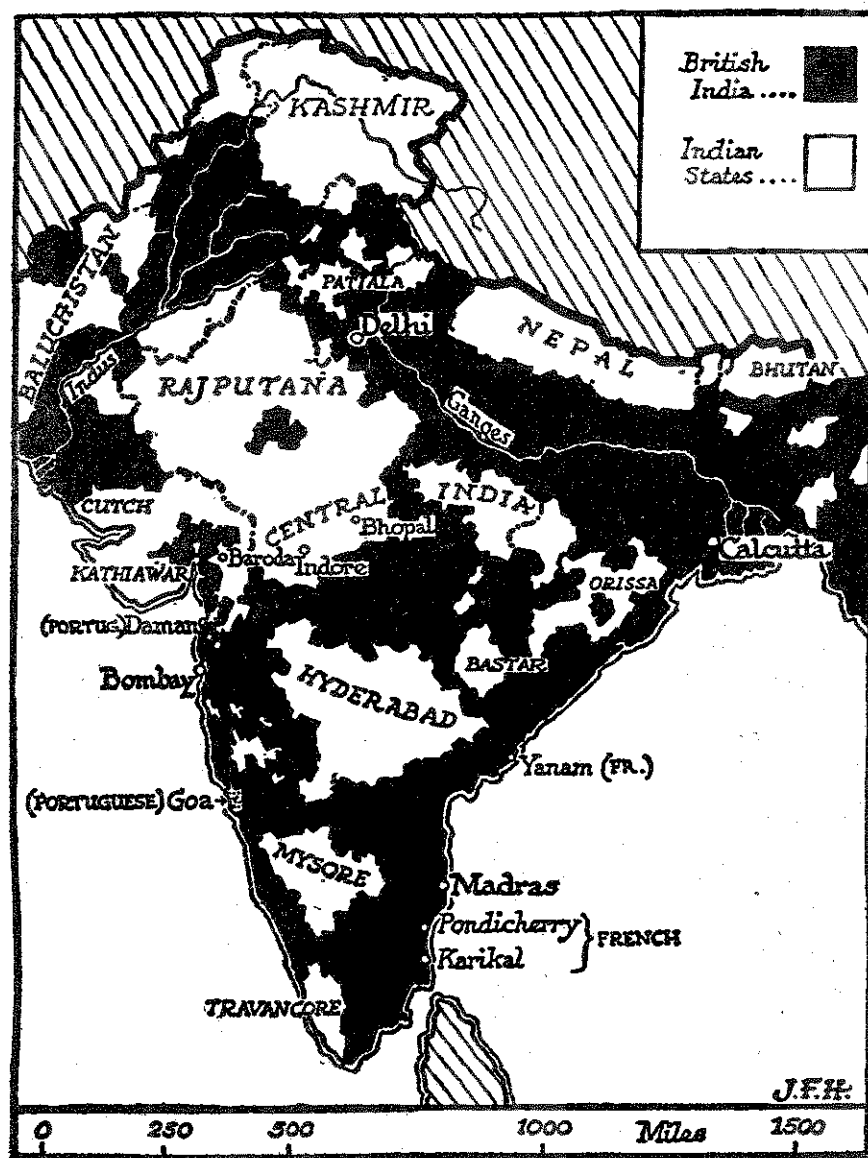 British
India ....
Indian
States ....
KASHMIR
BALUCHISTAN
PATTALA
Delhi
NEPAL
BHUTAN
Indus
RAJPUTANA
Ganges
CUTCH
CENTRAL INDIA
Bhopal
Baroda
Indore
Calcutta
KATHIAWAR
ORISSA
(PORTUG.) Daman
BASTAR
Bombay
HYDERABAD
Yanam (FR.)
(PORTUGUESE) Goa
MYSORE
Madras
Pondicherry
FRENCH
Karikal
TRAVANCORE
J.F.H.
0 250 500 1000 Miles 1500